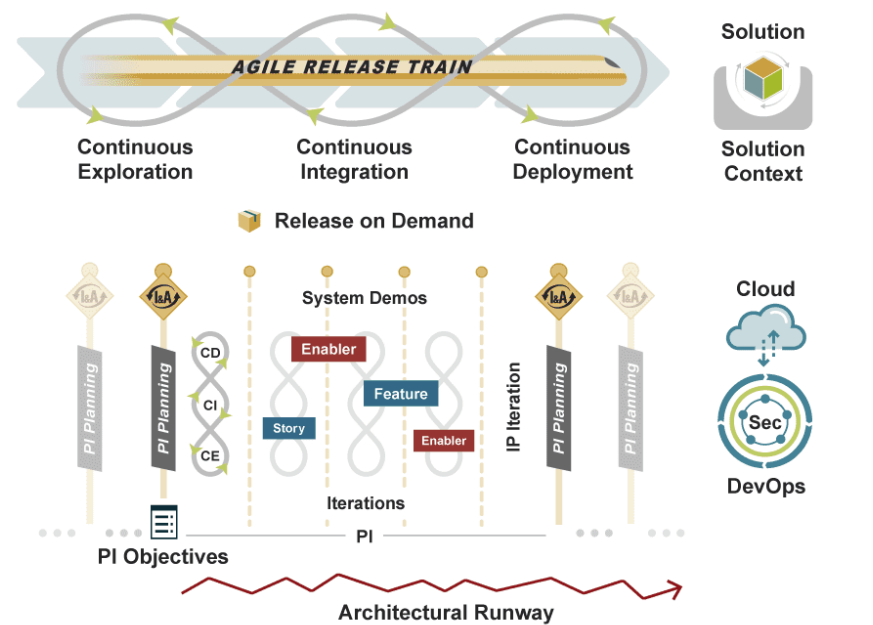 AGILE RELEASE TRAIN
Continuous
Exploration
Continuous
Integration
Continuous
Deployment
Solution
Solution
Context
Release on Demand
I&A
I&A
I&A
I&A
System Demos
PI Planning
PI Planning
CD
CI
CE
Enabler
Feature
Story
Enabler
IP Iteration
PI Planning
PI Planning
Iterations
PI
PI Objectives
Architectural Runway
Cloud
Sec
DevOps